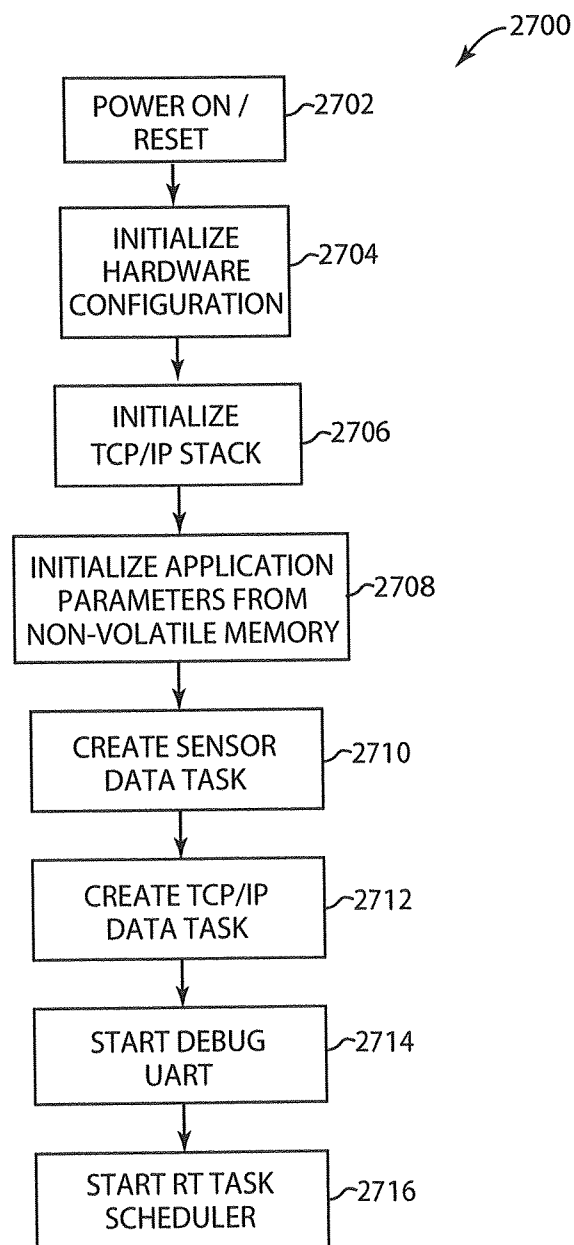 2700
POWER ON /
RESET
2702
INITIALIZE
HARDWARE
CONFIGURATION
2704
INITIALIZE
TCP/IP STACK
2706
INITIALIZE APPLICATION
PARAMETERS FROM
NON-VOLATILE MEMORY
2708
CREATE SENSOR
DATA TASK
2710
CREATE TCP/IP
DATA TASK
2712
START DEBUG
UART
2714
START RT TASK
SCHEDULER
2716